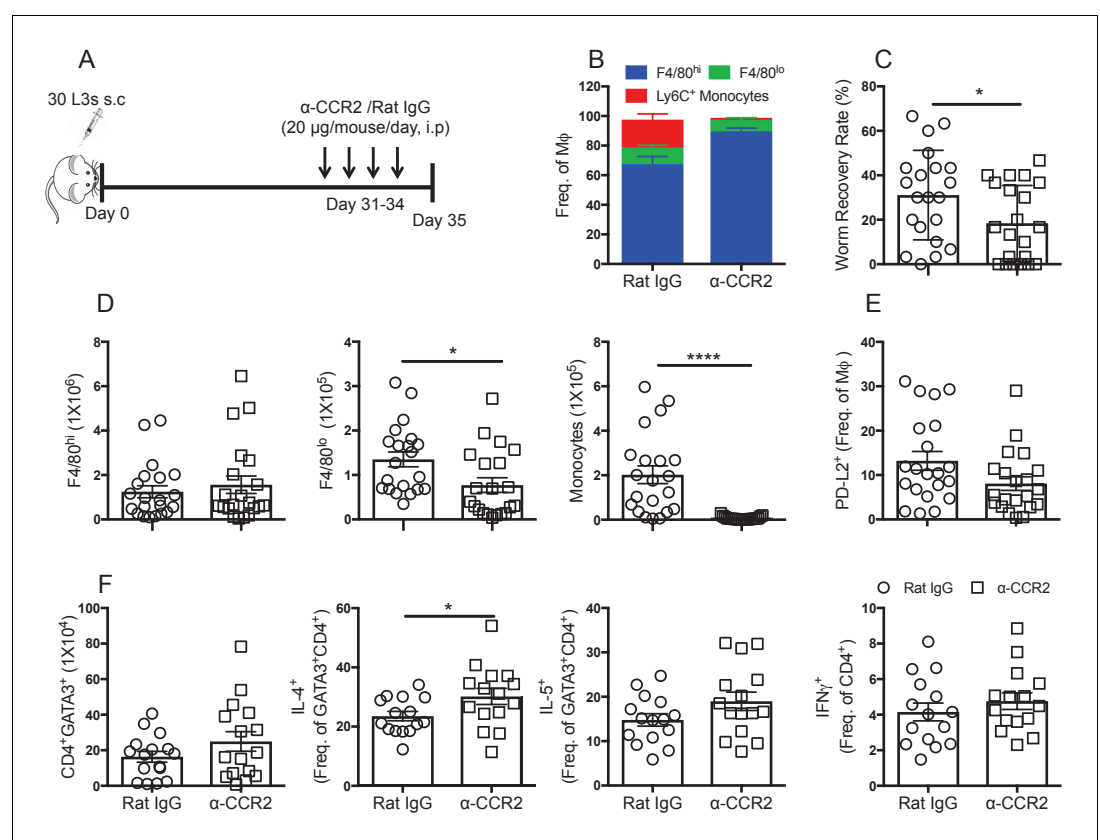 A
30 L3s s.c
α-CCR2 /Rat IgG
(20 µg/mouse/day, i.p)
Day 0
Day 31-34
Day 35
B
F4/80hi
F4/80lo
Ly6C+ Monocytes
Freq. of Mϕ
120
100
80
60
40
20
0
Rat IgG
α-CCR2
C
Worm Recovery Rate (%)
80
60
40
20
0
*
Rat IgG
α-CCR2
D
F4/80hi (1X10⁶)
8
6
4
2
0
F4/80lo (1X10⁵)
4
3
2
1
0
*
Monocytes (1X10⁵)
8
6
4
2
0
****
E
PD-L2+ (Freq. of Mϕ )
40
30
20
10
0
F
CD4+GATA3+ (1X10⁴)
100
80
60
40
20
0
Rat IgG
α-CCR2
IL-4+
(Freq. of GATA3+CD4+)
60
40
20
0
*
Rat IgG
α-CCR2
IL-5+
(Freq. of GATA3+CD4+)
40
30
20
10
0
Rat IgG
α-CCR2
Rat IgG
α-CCR2
IFNγ+
(Freq. of CD4+)
10
8
6
4
2
0
Rat IgG
α-CCR2